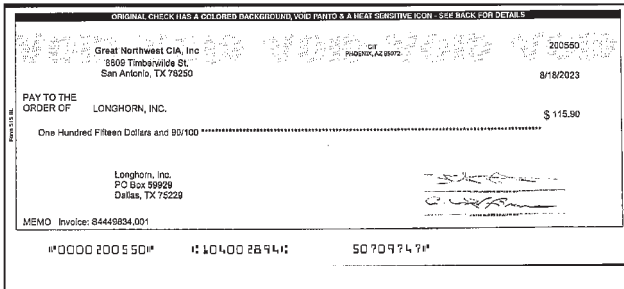 ORIGINAL CHECK HAS A COLORED BACKGROUND, VOID PANTO & A HEAT SENSITIVE ICON - SEE BACK FOR DETAILS
Great Northwest CIA, Inc
CIT
200550
8809 Timberwilde St.
PHOENIX, AZ 85072
San Antonio, TX 78250
8/18/2023
PAY TO THE
ORDER OF LONGHORN, INC.
$ 115.90
One Hundred Fifteen Dollars and 90/100
Longhorn, Inc.
PO Box 59929
Dallas, TX 75229
MEMO Invoice: S4449834,001
⑈0000200550⑈ ⑆104002894⑆ 50709747⑈